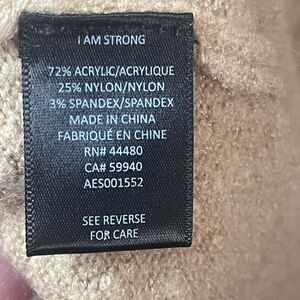 I AM STRONG
72% ACRYLIC/ACRYLIQUE
25% NYLON/NYLON
3% SPANDEX/SPANDEX
MADE IN CHINA
FABRIQUÉ EN CHINE
RN# 44480
CA# 59940
AES001552
SEE REVERSE
FOR CARE